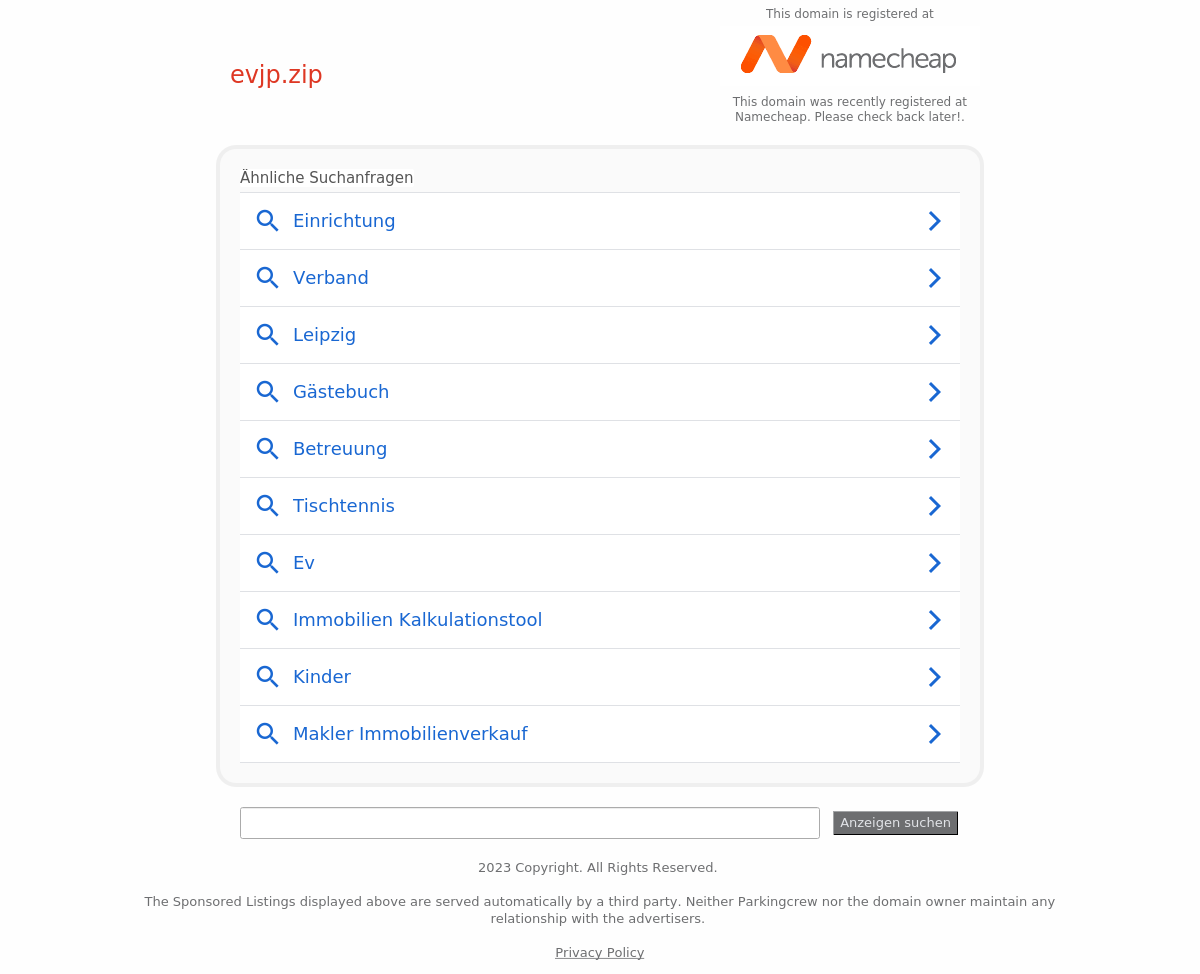 This domain is registered at
namecheap
evjp.zip
This domain was recently registered at
Namecheap. Please check back later!.
Ähnliche Suchanfragen
Einrichtung
Verband
Leipzig
Gästebuch
Betreuung
Tischtennis
Ev
Immobilien Kalkulationstool
Kinder
Makler Immobilienverkauf
Anzeigen suchen
2023 Copyright. All Rights Reserved.
The Sponsored Listings displayed above are served automatically by a third party. Neither Parkingcrew nor the domain owner maintain any
relationship with the advertisers.
Privacy Policy